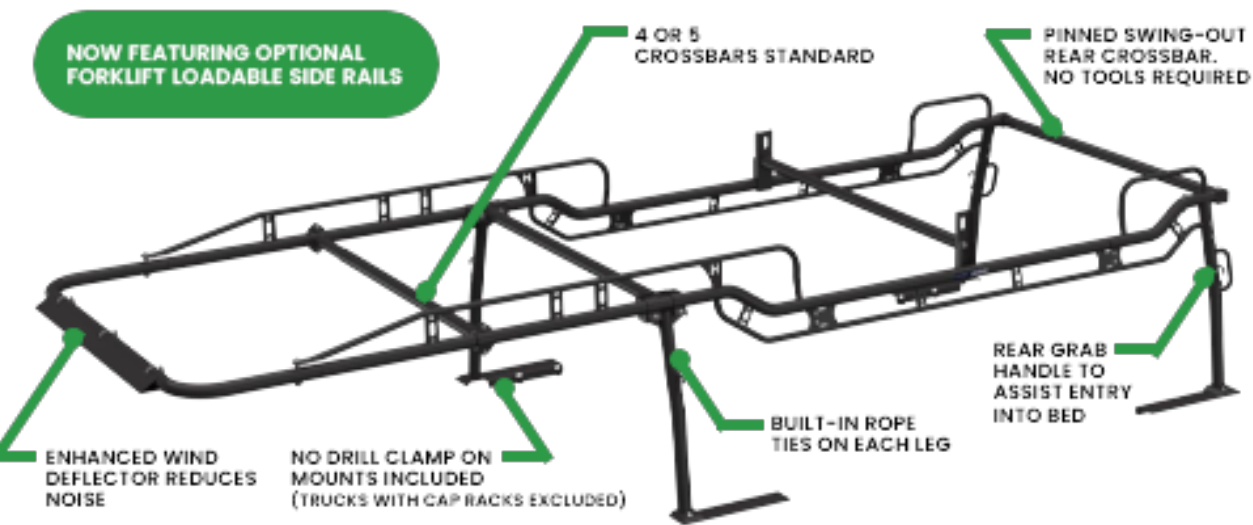 NOW FEATURING OPTIONAL
FORKLIFT LOADABLE SIDE RAILS
4 OR 5
CROSSBARS STANDARD
PINNED SWING-OUT
REAR CROSSBAR.
NO TOOLS REQUIRED
REAR GRAB
HANDLE TO
ASSIST ENTRY
INTO BED
BUILT-IN ROPE
TIES ON EACH LEG
ENHANCED WIND
DEFLECTOR REDUCES
NOISE
NO DRILL CLAMP ON
MOUNTS INCLUDED
(TRUCKS WITH CAP RACKS EXCLUDED)